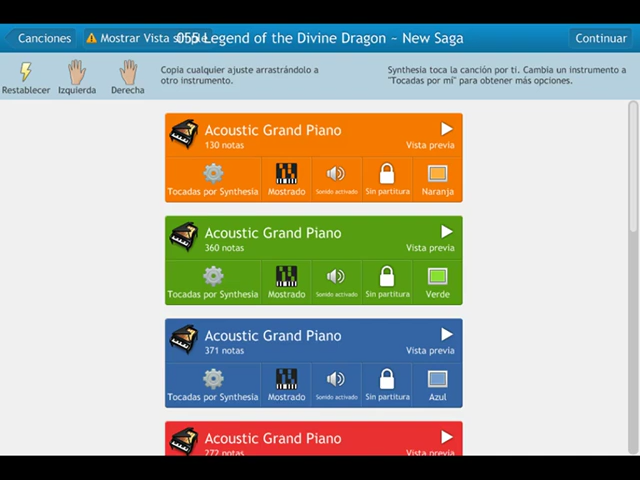 Canciones
Mostrar Vista simple
055 Legend of the Divine Dragon ~ New Saga
Continuar
Restablecer
Izquierda
Derecha
Copia cualquier ajuste arrastrándolo a
otro instrumento.
Synthesia toca la canción por ti. Cambia un instrumento a
"Tocadas por mí" para obtener más opciones.
Acoustic Grand Piano
130 notas
Vista previa
Tocadas por Synthesia
Mostrado
Sonido activado
Sin partitura
Naranja
Acoustic Grand Piano
360 notas
Vista previa
Tocadas por Synthesia
Mostrado
Sonido activado
Sin partitura
Verde
Acoustic Grand Piano
371 notas
Vista previa
Tocadas por Synthesia
Mostrado
Sonido activado
Sin partitura
Azul
Acoustic Grand Piano
272 notas
Vista previa